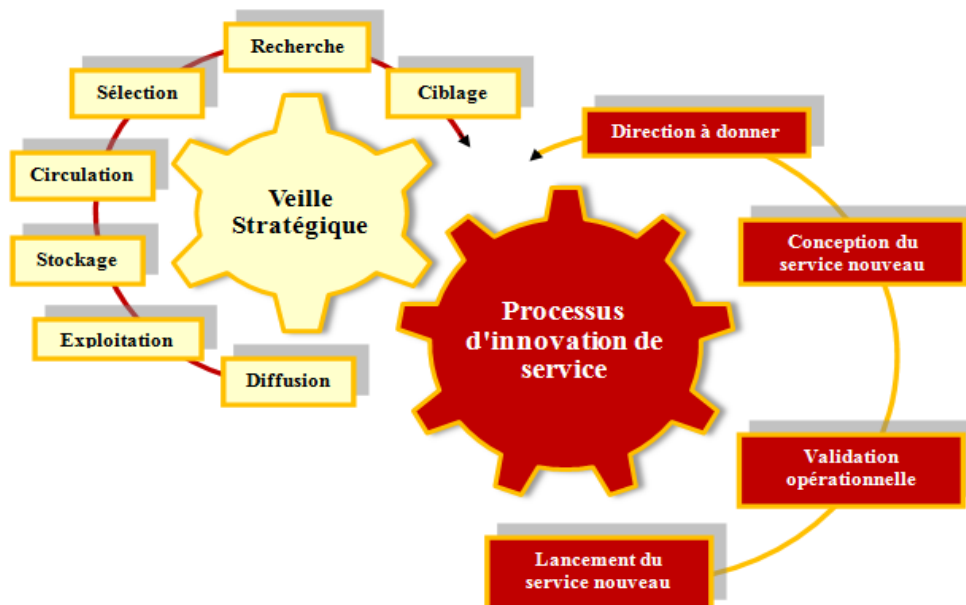 Recherche
Ciblage
Sélection
Circulation
Stockage
Exploitation
Diffusion
Veille
Stratégique
Direction à donner
Conception du
service nouveau
Processus
d'innovation de
service
Validation
opérationnelle
Lancement du
service nouveau